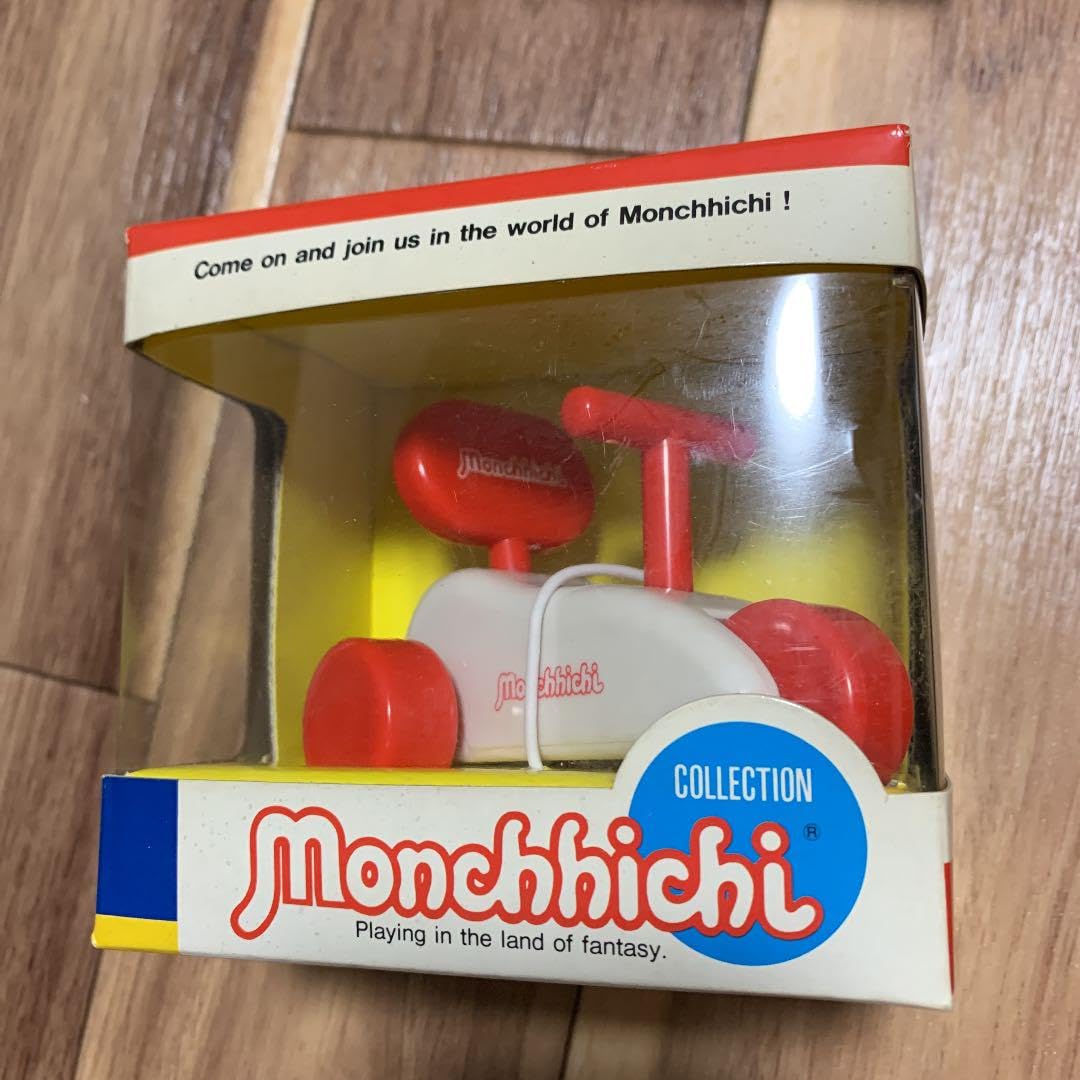 Come on and join us in the world of Monchhichi !
Monchhichi
Monchhichi
COLLECTION
Monchhichi ®
Playing in the land of fantasy.